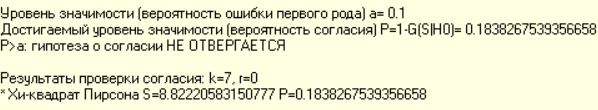 Уровень значимости (вероятность ошибки первого рода) a= 0.1
Достигаемый уровень значимости (вероятность согласия) P=1-G(S|H0)= 0.1838267539356658
P>a: гипотеза о согласии НЕ ОТВЕРГАЕТСЯ
Результаты проверки согласия: k=7, r=0
*Хи-квадрат Пирсона S=8.82220583150777 P=0.1838267539356658